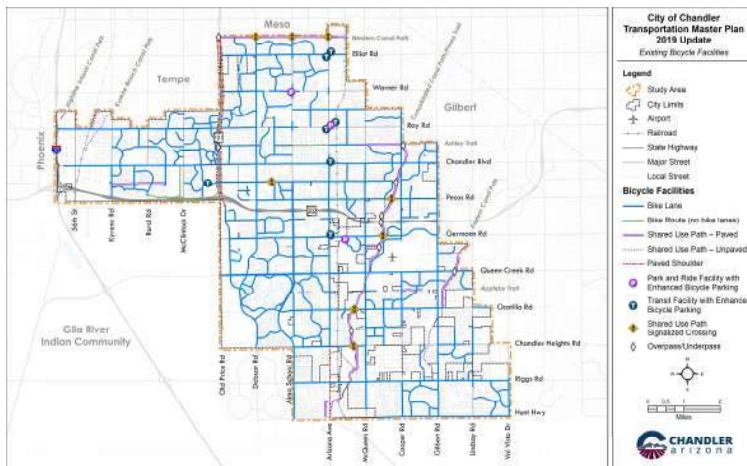 City of Chandler
Transportation Master Plan
2019 Update
Existing Bicycle Facilities
Legend
Study Area
City Limits
Airport
Railroad
State Highway
Major Street
Local Street
Bicycle Facilities
Bike Lane
Bike Route (no bike lanes)
Shared Use Path – Paved
Shared Use Path – Unpaved
Paved Shoulder
Park and Ride Facility with
Enhanced Bicycle Parking
Transit Facility with Enhanced
Bicycle Parking
Shared Use Path
Signalized Crossing
Overpass/Underpass
N
0 0.5 1 2
Miles
CHANDLER
arizona
Mesa
Western Canal Path
Elliot Rd
Tempe
Warner Rd
Gilbert
Ray Rd
Ashley Trail
Chandler Blvd
Phoenix
Pecos Rd
Germann Rd
56th St
Kyrene Rd
Rural Rd
McClintock Dr
Queen Creek Rd
Appleby Trail
Ocotillo Rd
Gila River
Indian Community
Chandler Heights Rd
Old Price Rd
Dobson Rd
Alma School Rd
Riggs Rd
Hunt Hwy
Arizona Ave
McQueen Rd
Cooper Rd
Gilbert Rd
Lindsay Rd
Val Vista Dr